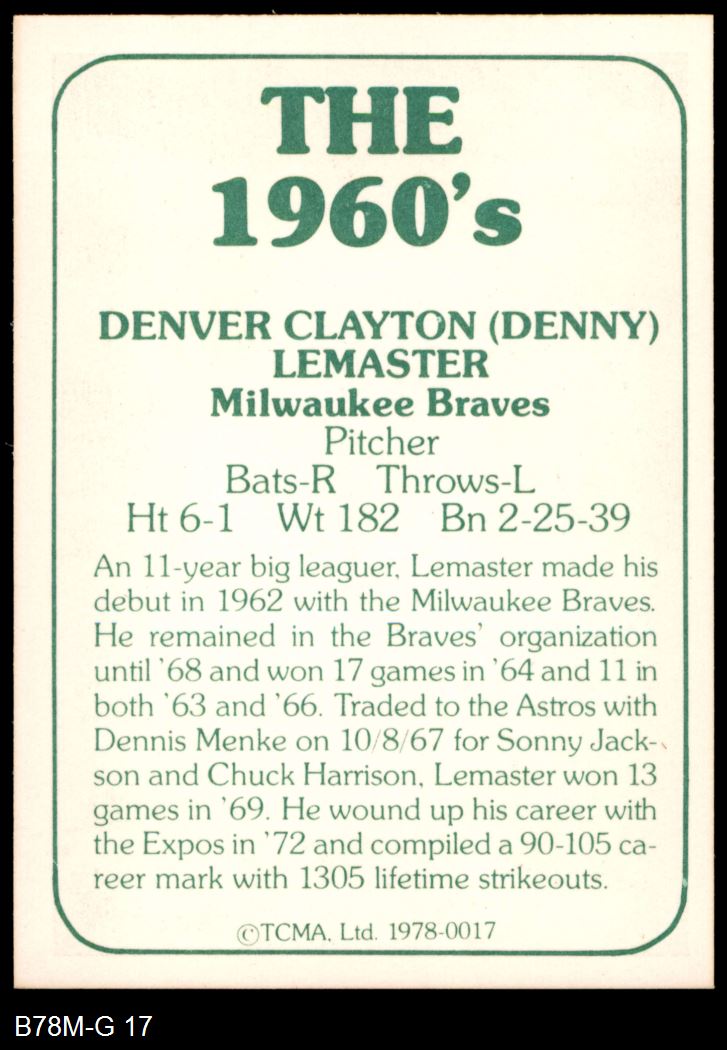 THE
1960's
DENVER CLAYTON (DENNY)
LEMASTER
Milwaukee Braves
Pitcher
Bats-R Throws-L
Ht 6-1 Wt 182 Bn 2-25-39
An 11-year big leaguer, Lemaster made his
debut in 1962 with the Milwaukee Braves.
He remained in the Braves' organization
until '68 and won 17 games in '64 and 11 in
both '63 and '66. Traded to the Astros with
Dennis Menke on 10/8/67 for Sonny Jack-
son and Chuck Harrison, Lemaster won 13
games in '69. He wound up his career with
the Expos in '72 and compiled a 90-105 ca-
reer mark with 1305 lifetime strikeouts.
©TCMA, Ltd. 1978-0017
B78M-G 17